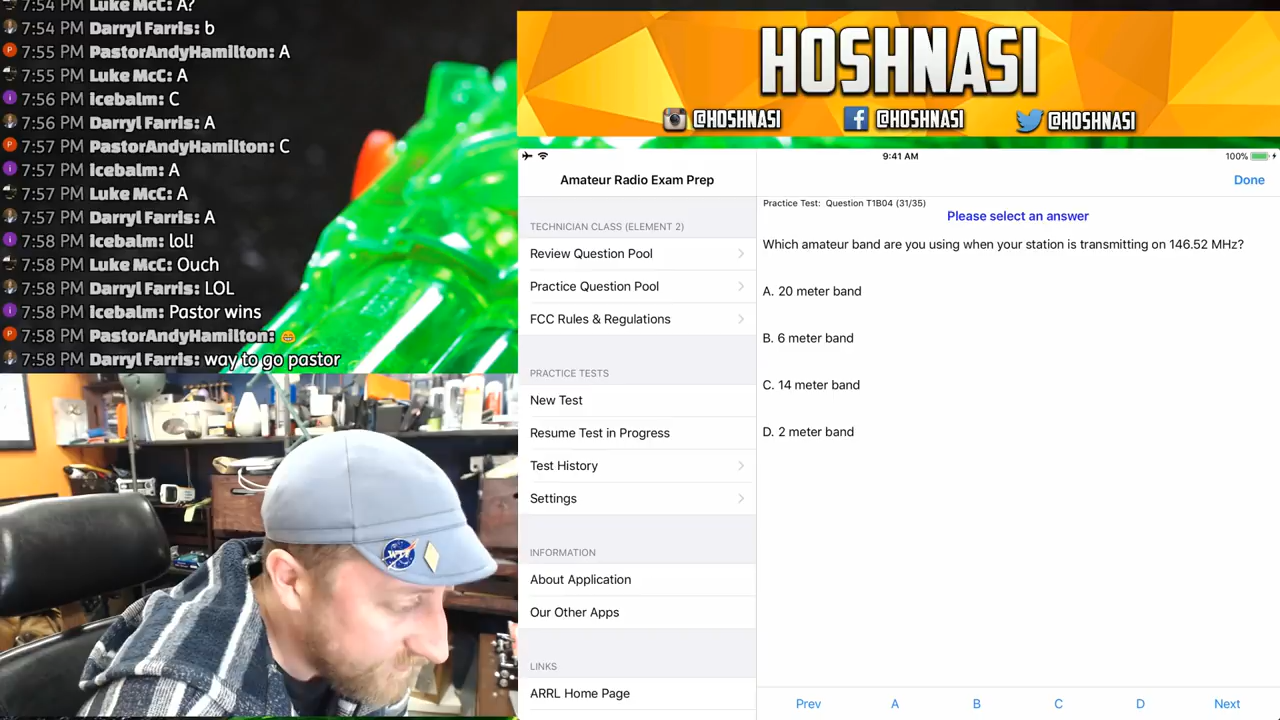 7:54 PM Luke McC: A?
7:54 PM Darryl Farris: b
7:55 PM PastorAndyHamilton: A
7:55 PM Luke McC: A
7:56 PM icebalm: C
7:56 PM Darryl Farris: A
7:57 PM PastorAndyHamilton: C
7:57 PM Icebalm: A
7:57 PM Luke McC: A
7:57 PM Darryl Farris: A
7:58 PM Icebalm: lol!
7:58 PM Luke McC: Ouch
7:58 PM Darryl Farris: LOL
7:58 PM Icebalm: Pastor wins
7:58 PM PastorAndyHamilton: 😁
7:58 PM Darryl Farris: way to go pastor
WTF
HOSHNASI
@HOSHNASI @HOSHNASI @HOSHNASI
9:41 AM 100%
Amateur Radio Exam Prep
TECHNICIAN CLASS (ELEMENT 2)
Review Question Pool
Practice Question Pool
FCC Rules & Regulations
PRACTICE TESTS
New Test
Resume Test in Progress
Test History
Settings
INFORMATION
About Application
Our Other Apps
LINKS
ARRL Home Page
Done
Practice Test: Question T1B04 (31/35)
Please select an answer
Which amateur band are you using when your station is transmitting on 146.52 MHz?
A. 20 meter band
B. 6 meter band
C. 14 meter band
D. 2 meter band
Prev A B C D Next